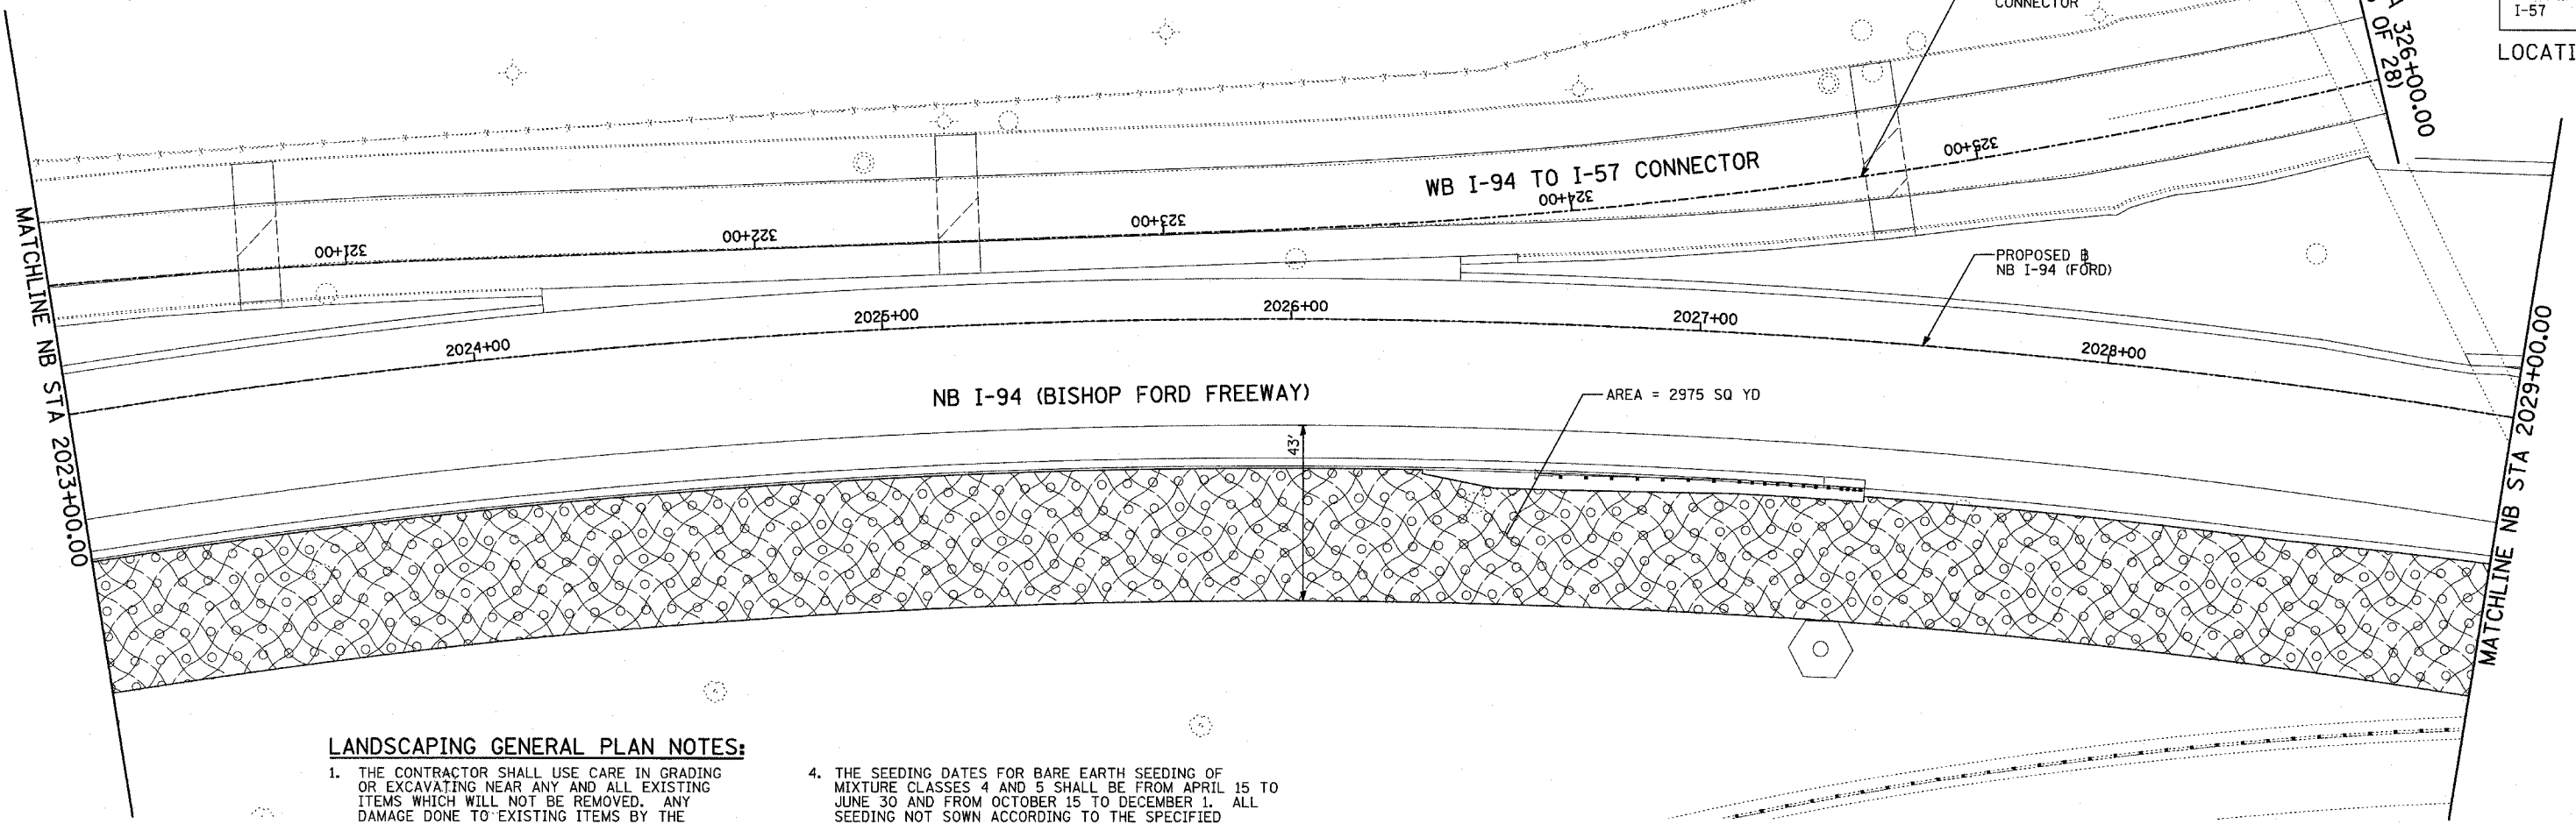 CONNECTOR
I-57
LOCATI
A 326+00.00
OF 28)
WB I-94 TO I-57 CONNECTOR
321+00
322+00
323+00
324+00
325+00
PROPOSED ℄
NB I-94 (FORD)
2024+00
2025+00
2026+00
2027+00
2028+00
NB I-94 (BISHOP FORD FREEWAY)
AREA = 2975 SQ YD
43'
MATCHLINE NB STA 2023+00.00
MATCHLINE NB STA 2029+00.00
LANDSCAPING GENERAL PLAN NOTES:
1. THE CONTRACTOR SHALL USE CARE IN GRADING
OR EXCAVATING NEAR ANY AND ALL EXISTING
ITEMS WHICH WILL NOT BE REMOVED. ANY
DAMAGE DONE TO EXISTING ITEMS BY THE
4. THE SEEDING DATES FOR BARE EARTH SEEDING OF
MIXTURE CLASSES 4 AND 5 SHALL BE FROM APRIL 15 TO
JUNE 30 AND FROM OCTOBER 15 TO DECEMBER 1. ALL
SEEDING NOT SOWN ACCORDING TO THE SPECIFIED